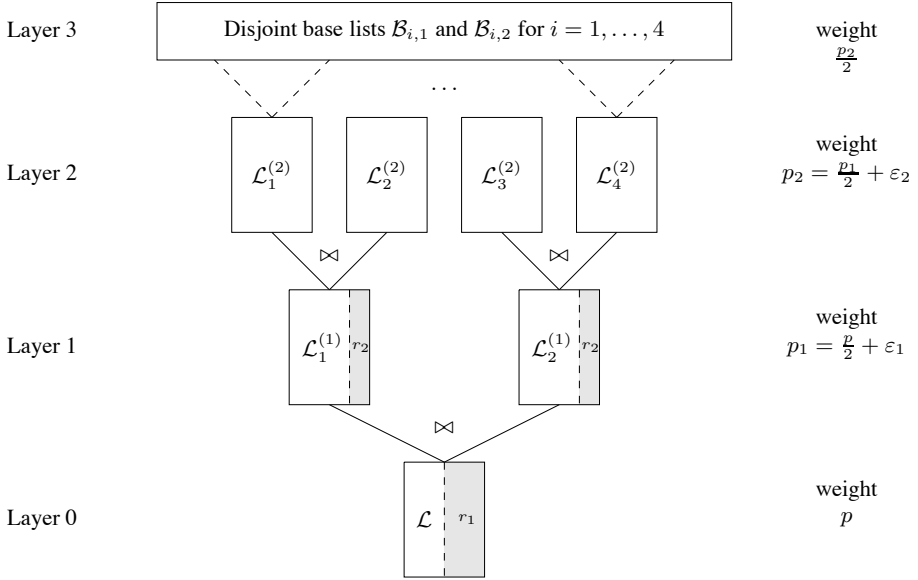 Layer 3
Disjoint base lists $\mathcal{B}_{i,1}$ and $\mathcal{B}_{i,2}$ for $i = 1, \ldots, 4$
weight
$\frac{p_2}{2}$
...
Layer 2
$\mathcal{L}_1^{(2)}$ $\mathcal{L}_2^{(2)}$ $\mathcal{L}_3^{(2)}$ $\mathcal{L}_4^{(2)}$
weight
$p_2 = \frac{p_1}{2} + \varepsilon_2$
⋈ ⋈
Layer 1
$\mathcal{L}_1^{(1)}$ $r_2$ $\mathcal{L}_2^{(1)}$ $r_2$
weight
$p_1 = \frac{p}{2} + \varepsilon_1$
⋈
Layer 0
$\mathcal{L}$ $r_1$
weight
$p$